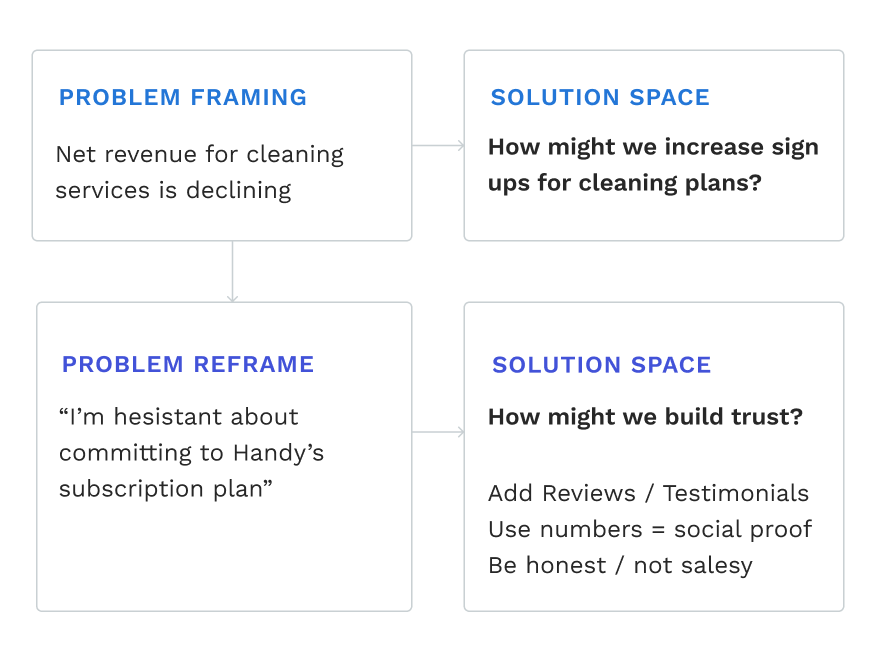 PROBLEM FRAMING
Net revenue for cleaning
services is declining
SOLUTION SPACE
How might we increase sign
ups for cleaning plans?
PROBLEM REFRAME
“I’m hesistant about
committing to Handy’s
subscription plan”
SOLUTION SPACE
How might we build trust?
Add Reviews / Testimonials
Use numbers = social proof
Be honest / not salesy